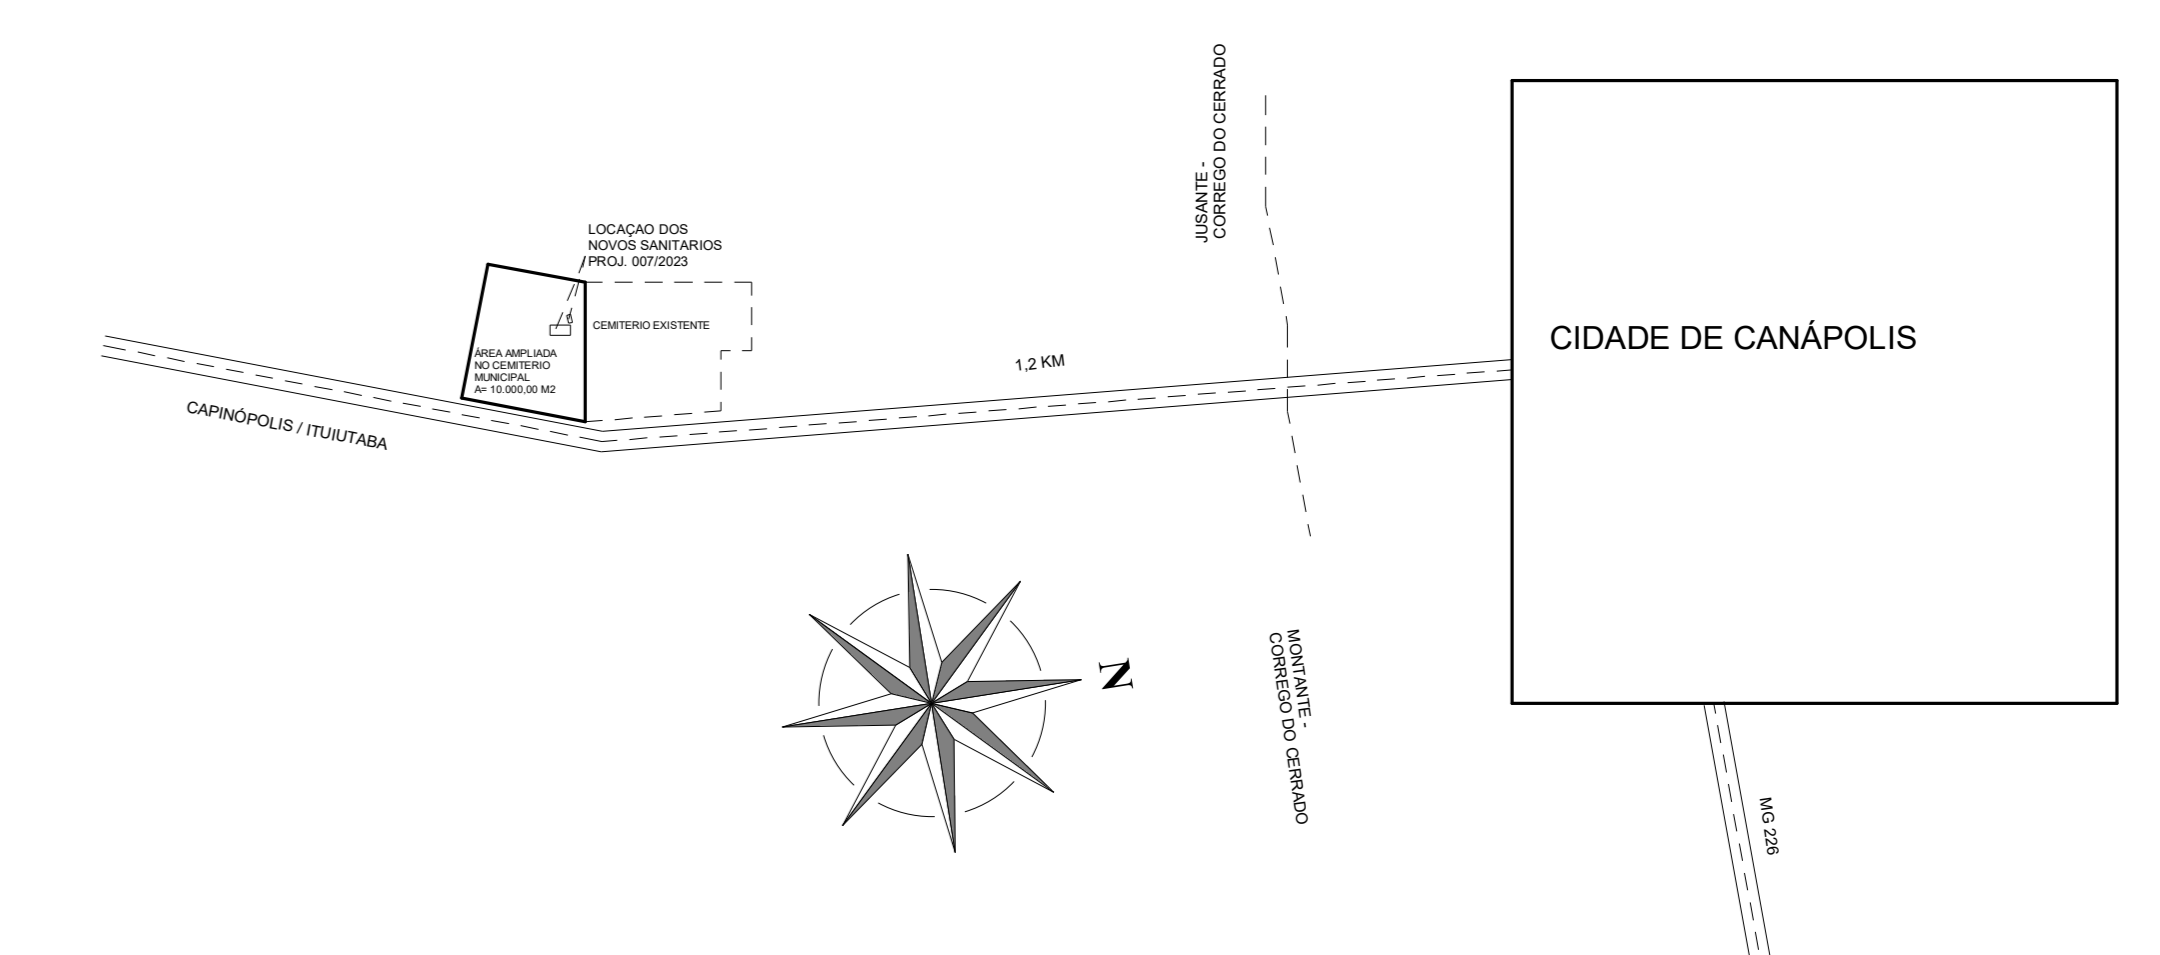 JUSANTE -
CORREGO DO CERRADO
LOCAÇAO DOS
NOVOS SANITARIOS
PROJ. 007/2023
CEMITERIO EXISTENTE
ÁREA AMPLIADA
NO CEMITERIO
MUNICIPAL
A= 10.000,00 M2
CAPINÓPOLIS / ITUIUTABA
1,2 KM
CIDADE DE CANÁPOLIS
N
MONTANTE -
CORREGO DO CERRADO
MG 226